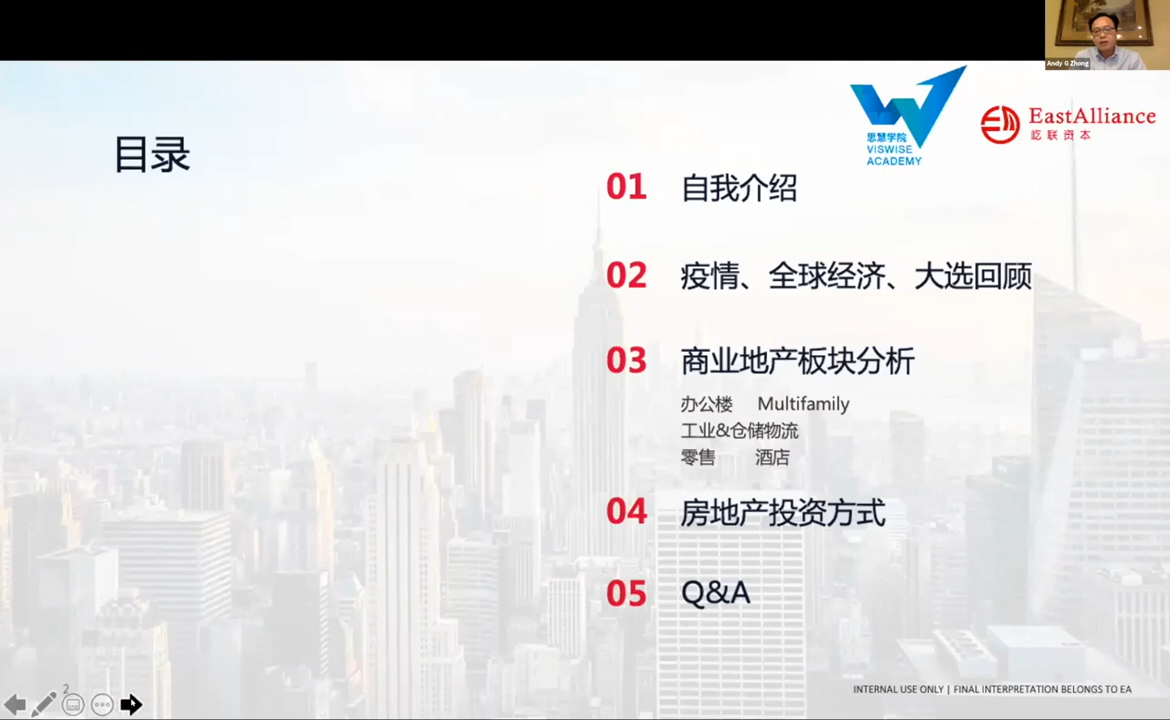 Andy G Zhong
思慧学院
VISWISE
ACADEMY
EastAlliance
屹联资本
目录
01 自我介绍
02 疫情、全球经济、大选回顾
03 商业地产板块分析
办公楼 Multifamily
工业&仓储物流
零售 酒店
04 房地产投资方式
05 Q&A
2
INTERNAL USE ONLY | FINAL INTERPRETATION BELONGS TO EA